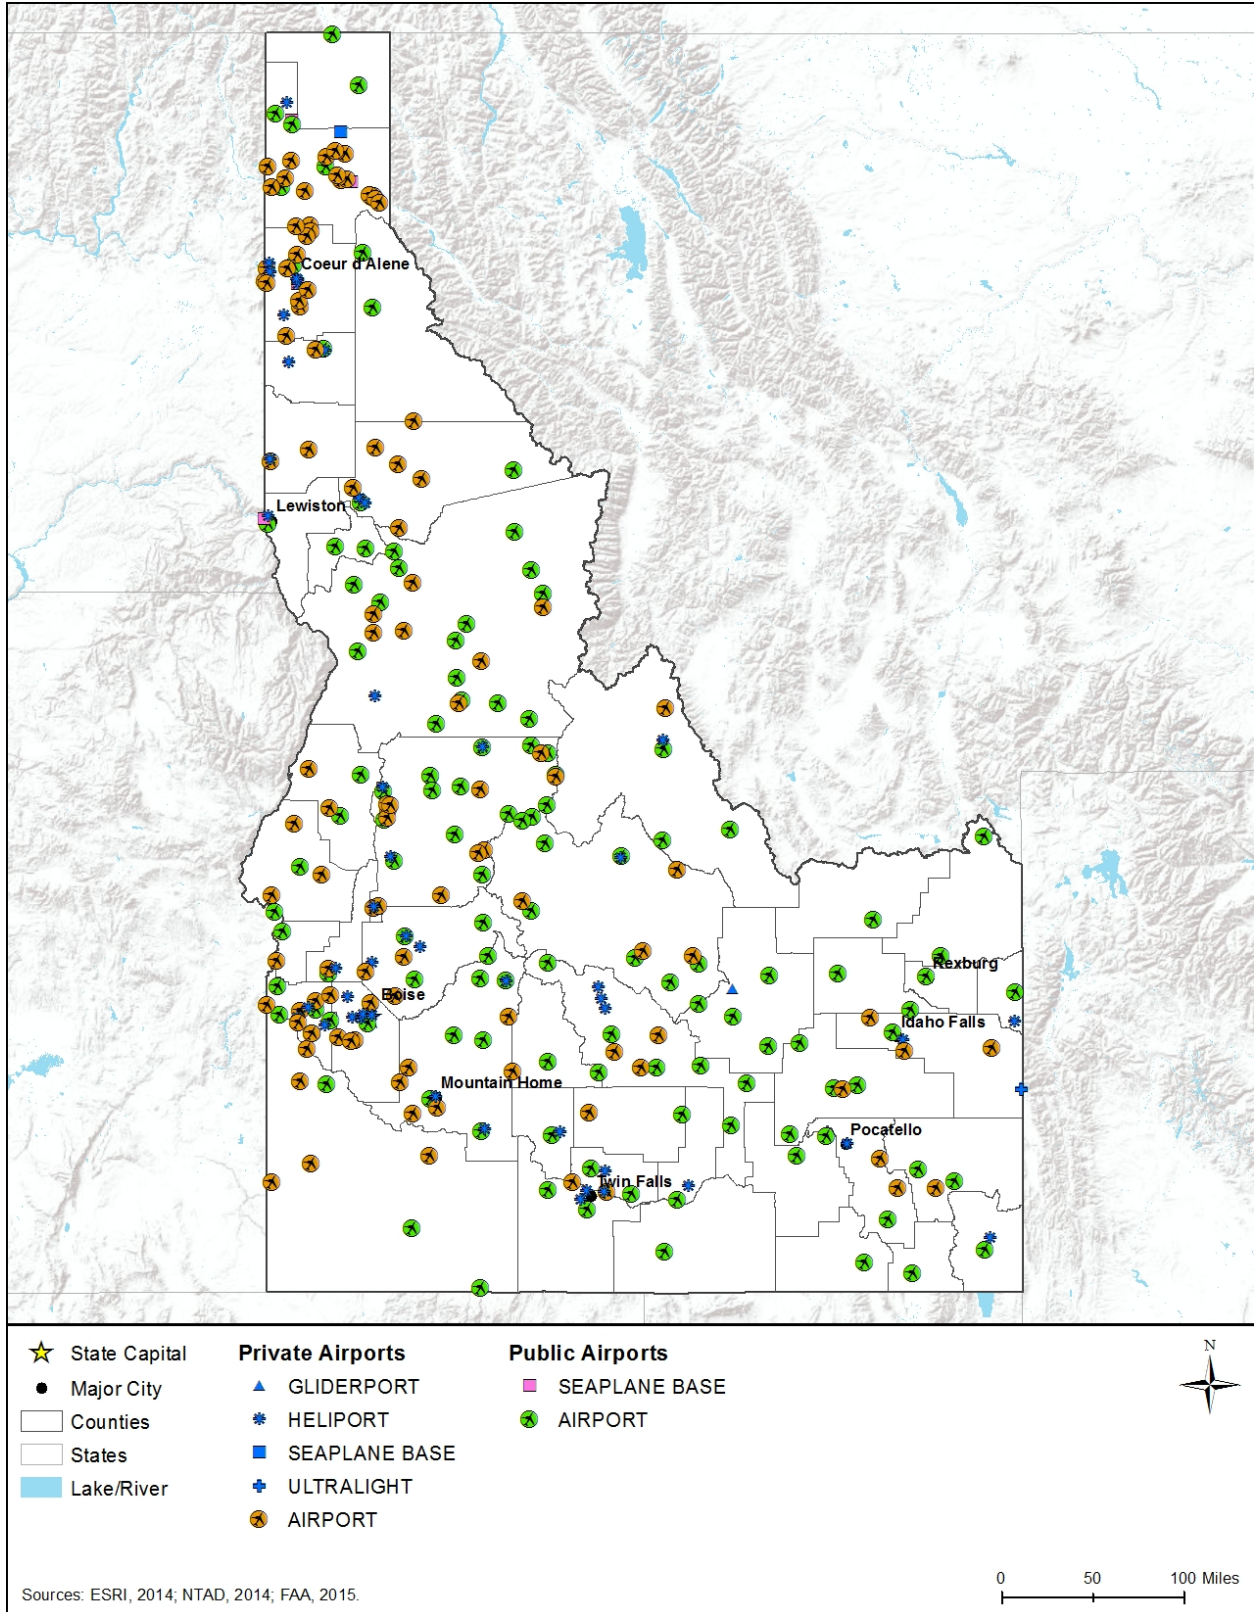 Coeur d'Alene
Lewiston
Rexburg
Boise
Idaho Falls
Mountain Home
Pocatello
Twin Falls
State Capital
Major City
Counties
States
Lake/River
Private Airports
GLIDERPORT
HELIPORT
SEAPLANE BASE
ULTRALIGHT
AIRPORT
Public Airports
SEAPLANE BASE
AIRPORT
N
0 50 100 Miles
Sources: ESRI, 2014; NTAD, 2014; FAA, 2015.